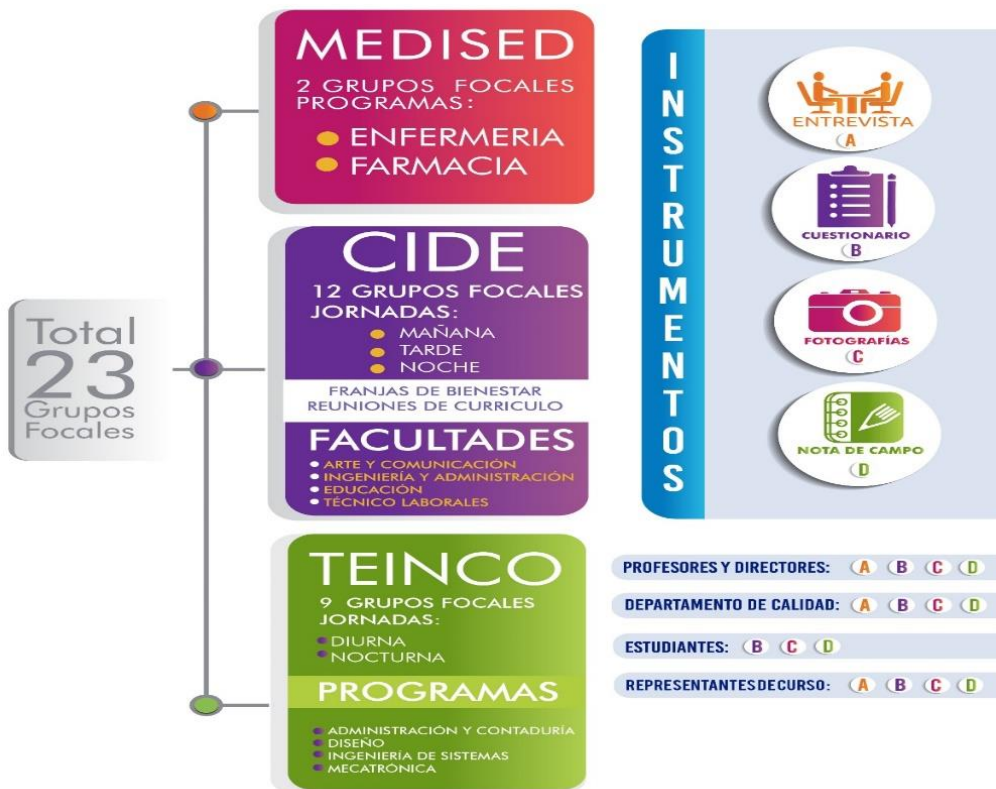 Total
23
Grupos
Focales
MEDISED
2 GRUPOS FOCALES
PROGRAMAS:
ENFERMERIA
FARMACIA
CIDE
12 GRUPOS FOCALES
JORNADAS:
MAÑANA
TARDE
NOCHE
FRANJAS DE BIENESTAR
REUNIONES DE CURRICULO
FACULTADES
ARTE Y COMUNICACIÓN
INGENIERÍA Y ADMINISTRACIÓN
EDUCACIÓN
TÉCNICO LABORALES
TEINCO
9 GRUPOS FOCALES
JORNADAS:
DIURNA
NOCTURNA
PROGRAMAS
ADMINISTRACIÓN Y CONTADURÍA
DISEÑO
INGENIERÍA DE SISTEMAS
MECATRÓNICA
INSTRUMENTOS
ENTREVISTA
A
CUESTIONARIO
B
FOTOGRAFÍAS
C
NOTA DE CAMPO
D
PROFESORES Y DIRECTORES: A B C D
DEPARTAMENTO DE CALIDAD: A B C D
ESTUDIANTES: B C D
REPRESENTANTES DE CURSO: A B C D